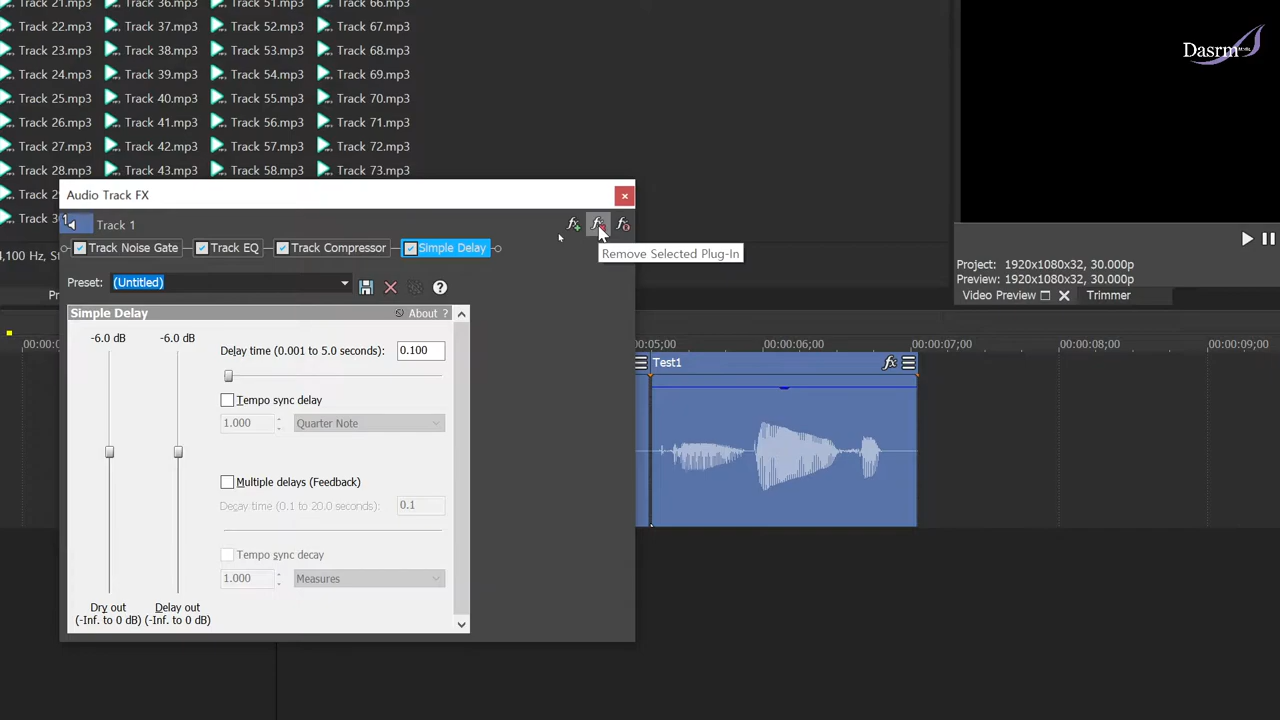 Track 21.mp3 Track 36.mp3 Track 51.mp3 Track 66.mp3
Track 22.mp3 Track 37.mp3 Track 52.mp3 Track 67.mp3
Track 23.mp3 Track 38.mp3 Track 53.mp3 Track 68.mp3
Track 24.mp3 Track 39.mp3 Track 54.mp3 Track 69.mp3
Track 25.mp3 Track 40.mp3 Track 55.mp3 Track 70.mp3
Track 26.mp3 Track 41.mp3 Track 56.mp3 Track 71.mp3
Track 27.mp3 Track 42.mp3 Track 57.mp3 Track 72.mp3
Track 28.mp3 Track 43.mp3 Track 58.mp3 Track 73.mp3
Track
Track
Dasrm
Media
Audio Track FX
1
Track 1
Track Noise Gate Track EQ Track Compressor Simple Delay
Remove Selected Plug-In
Preset: (Untitled)
Simple Delay About ?
-6.0 dB -6.0 dB
Delay time (0.001 to 5.0 seconds): 0.100
Tempo sync delay
1.000 Quarter Note
Multiple delays (Feedback)
Decay time (0.1 to 20.0 seconds): 0.1
Tempo sync decay
1.000 Measures
Dry out Delay out
(-Inf. to 0 dB) (-Inf. to 0 dB)
Project: 1920x1080x32, 30.000p
Preview: 1920x1080x32, 30.000p
Video Preview Trimmer
00:00:05;00 00:00:06;00 00:00:07;00 00:00:08;00 00:00:09;00
Test1 fx